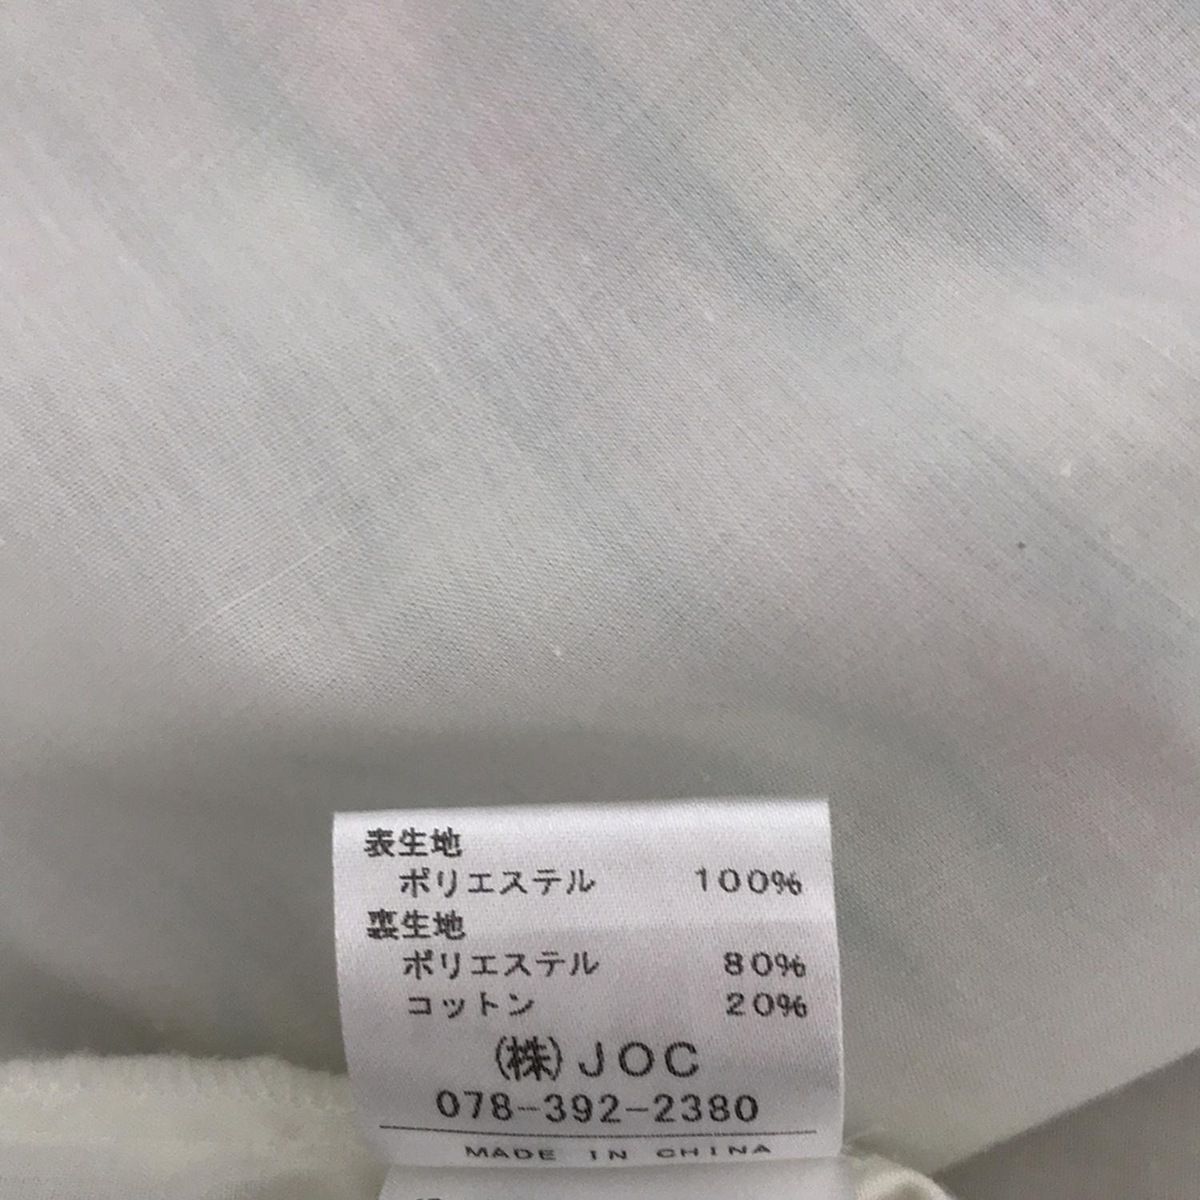 表生地
ポリエステル 100%
裏生地
ポリエステル 80%
コットン 20%
(株)JOC
078-392-2380
MADE IN CHINA